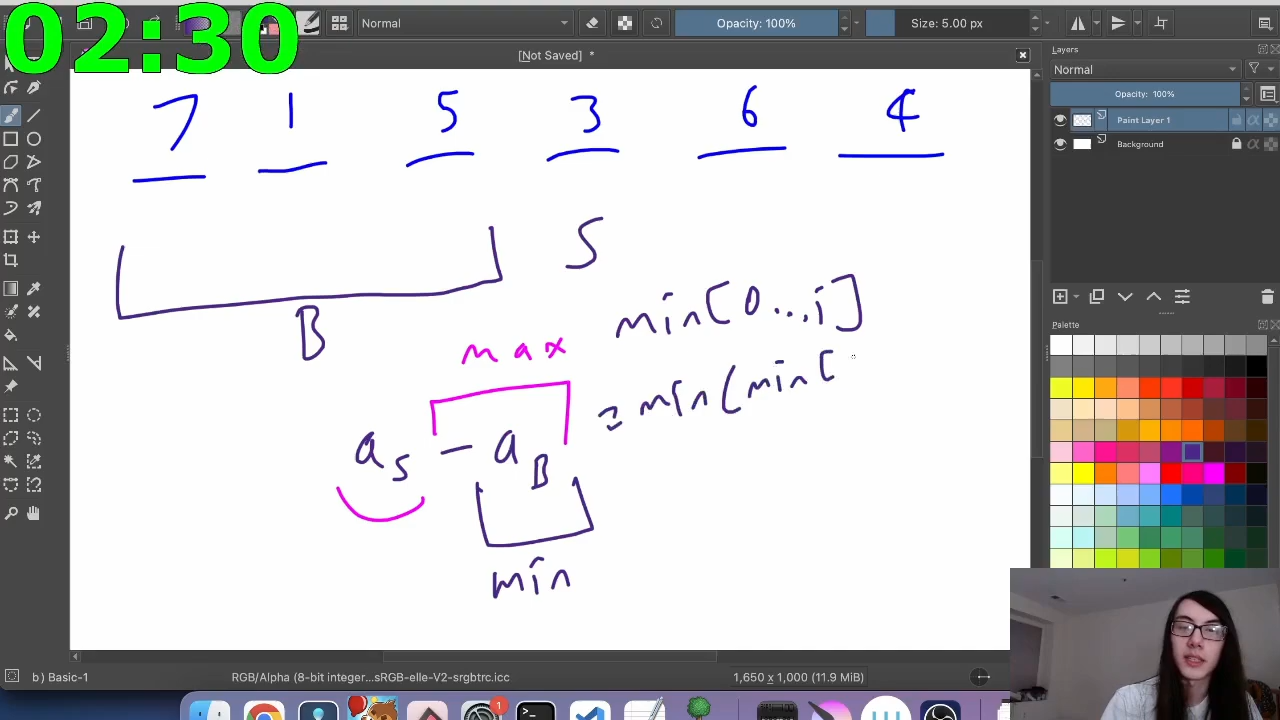 02:30
Normal
Opacity: 100%
Size: 5.00 px
[Not Saved] *
Layers
Normal
Opacity: 100%
Paint Layer 1
Background
Palette
7 1 5 3 6 4
S
B
min[0...i]
= min(min[
max
a_S - a_B
min
b) Basic-1
RGB/Alpha (8-bit integer...sRGB-elle-V2-srgbtrc.icc
1,650 x 1,000 (11.9 MiB)
1